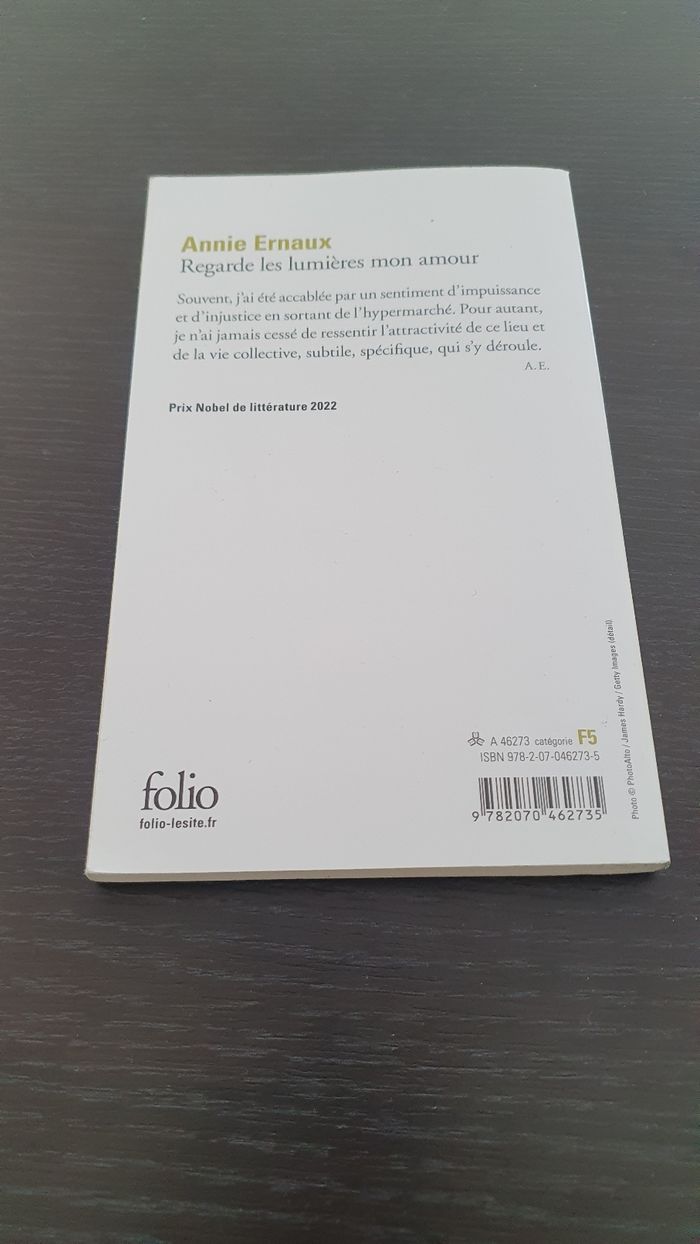 Annie Ernaux
Regarde les lumières mon amour
Souvent, j'ai été accablée par un sentiment d'impuissance
et d'injustice en sortant de l'hypermarché. Pour autant,
je n'ai jamais cessé de ressentir l'attractivité de ce lieu et
de la vie collective, subtile, spécifique, qui s'y déroule.
A.E.
Prix Nobel de littérature 2022
folio
folio-lesite.fr
A 46273 catégorie F5
ISBN 978-2-07-046273-5
9 782070 462735
Photo © PhotoAlto / James Hardy / Getty Images (détail).